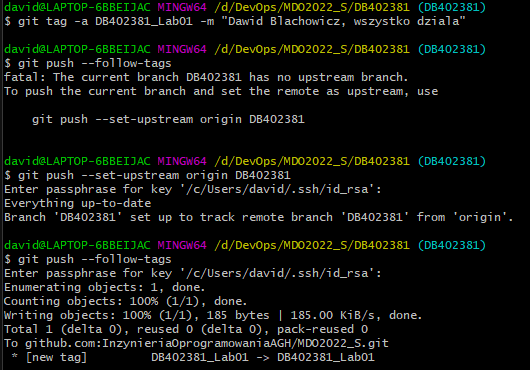 david@LAPTOP-6BBEIJAC MINGW64 /d/DevOps/MDO2022_S/DB402381 (DB402381)
$ git tag -a DB402381_Lab01 -m "Dawid Blachowicz, wszystko dziala"
david@LAPTOP-6BBEIJAC MINGW64 /d/DevOps/MDO2022_S/DB402381 (DB402381)
$ git push --follow-tags
fatal: The current branch DB402381 has no upstream branch.
To push the current branch and set the remote as upstream, use
git push --set-upstream origin DB402381
david@LAPTOP-6BBEIJAC MINGW64 /d/DevOps/MDO2022_S/DB402381 (DB402381)
$ git push --set-upstream origin DB402381
Enter passphrase for key '/c/Users/david/.ssh/id_rsa':
Everything up-to-date
Branch 'DB402381' set up to track remote branch 'DB402381' from 'origin'.
david@LAPTOP-6BBEIJAC MINGW64 /d/DevOps/MDO2022_S/DB402381 (DB402381)
$ git push --follow-tags
Enter passphrase for key '/c/Users/david/.ssh/id_rsa':
Enumerating objects: 1, done.
Counting objects: 100% (1/1), done.
Writing objects: 100% (1/1), 185 bytes | 185.00 KiB/s, done.
Total 1 (delta 0), reused 0 (delta 0), pack-reused 0
To github.com:InzynieriaOprogramowaniaAGH/MDO2022_S.git
* [new tag] DB402381_Lab01 -> DB402381_Lab01